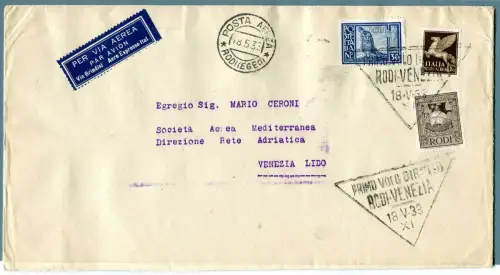 PER VIA AEREA
PAR AVION
Via Brindisi Aero Espresso Ital
POSTA AEREA
18.5.33
RODI (EGEO)
ITALIA
RODI
VOLO
RODI-VENEZIA
18-V-33
Egregio Sig. MARIO CERONI
Società Aerea Mediterranea
Direzione Rete Adriatica
VENEZIA LIDO
PRIMO VOLO DIRETTO
RODI-VENEZIA
18-V-33
XI